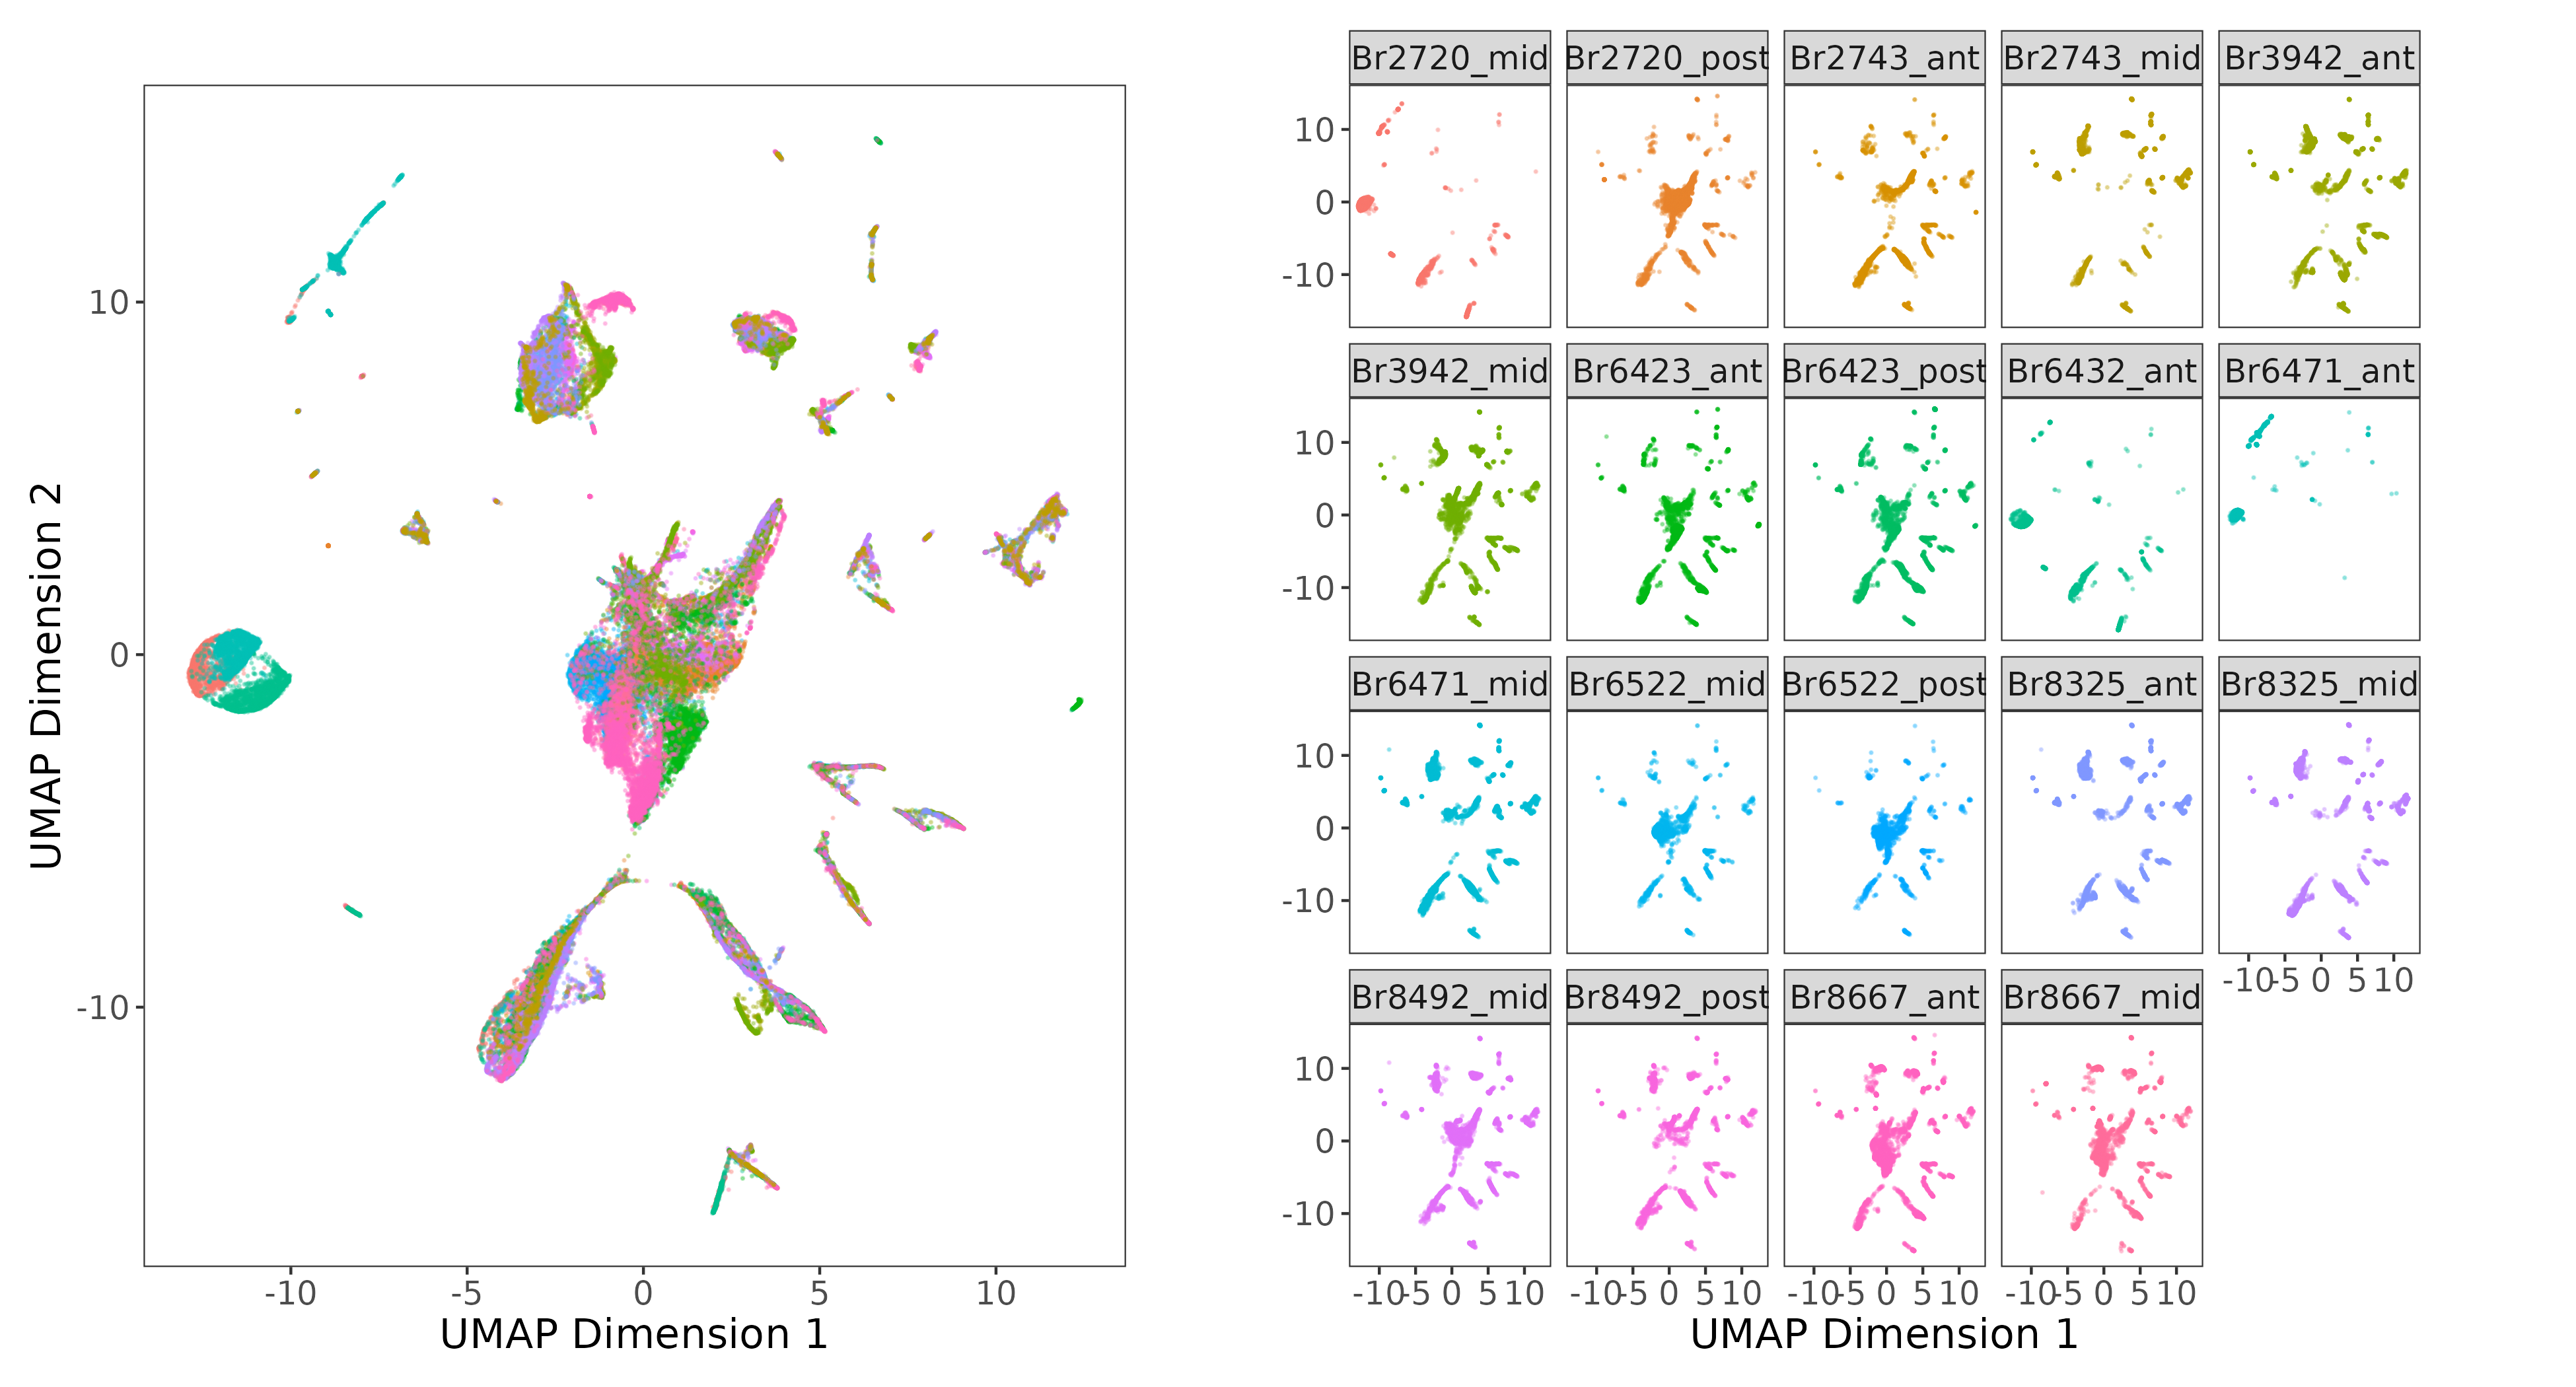 UMAP Dimension 2
10
0
-10
-10 -5 0 5 10
UMAP Dimension 1
Br2720_mid Br2720_post Br2743_ant Br2743_mid Br3942_ant
10
0
-10
Br3942_mid Br6423_ant Br6423_post Br6432_ant Br6471_ant
10
0
-10
Br6471_mid Br6522_mid Br6522_post Br8325_ant Br8325_mid
10
0
-10
-10 -5 0 5 10
Br8492_mid Br8492_post Br8667_ant Br8667_mid
10
0
-10
-10 -5 0 5 10 -10 -5 0 5 10 -10 -5 0 5 10 -10 -5 0 5 10
UMAP Dimension 1